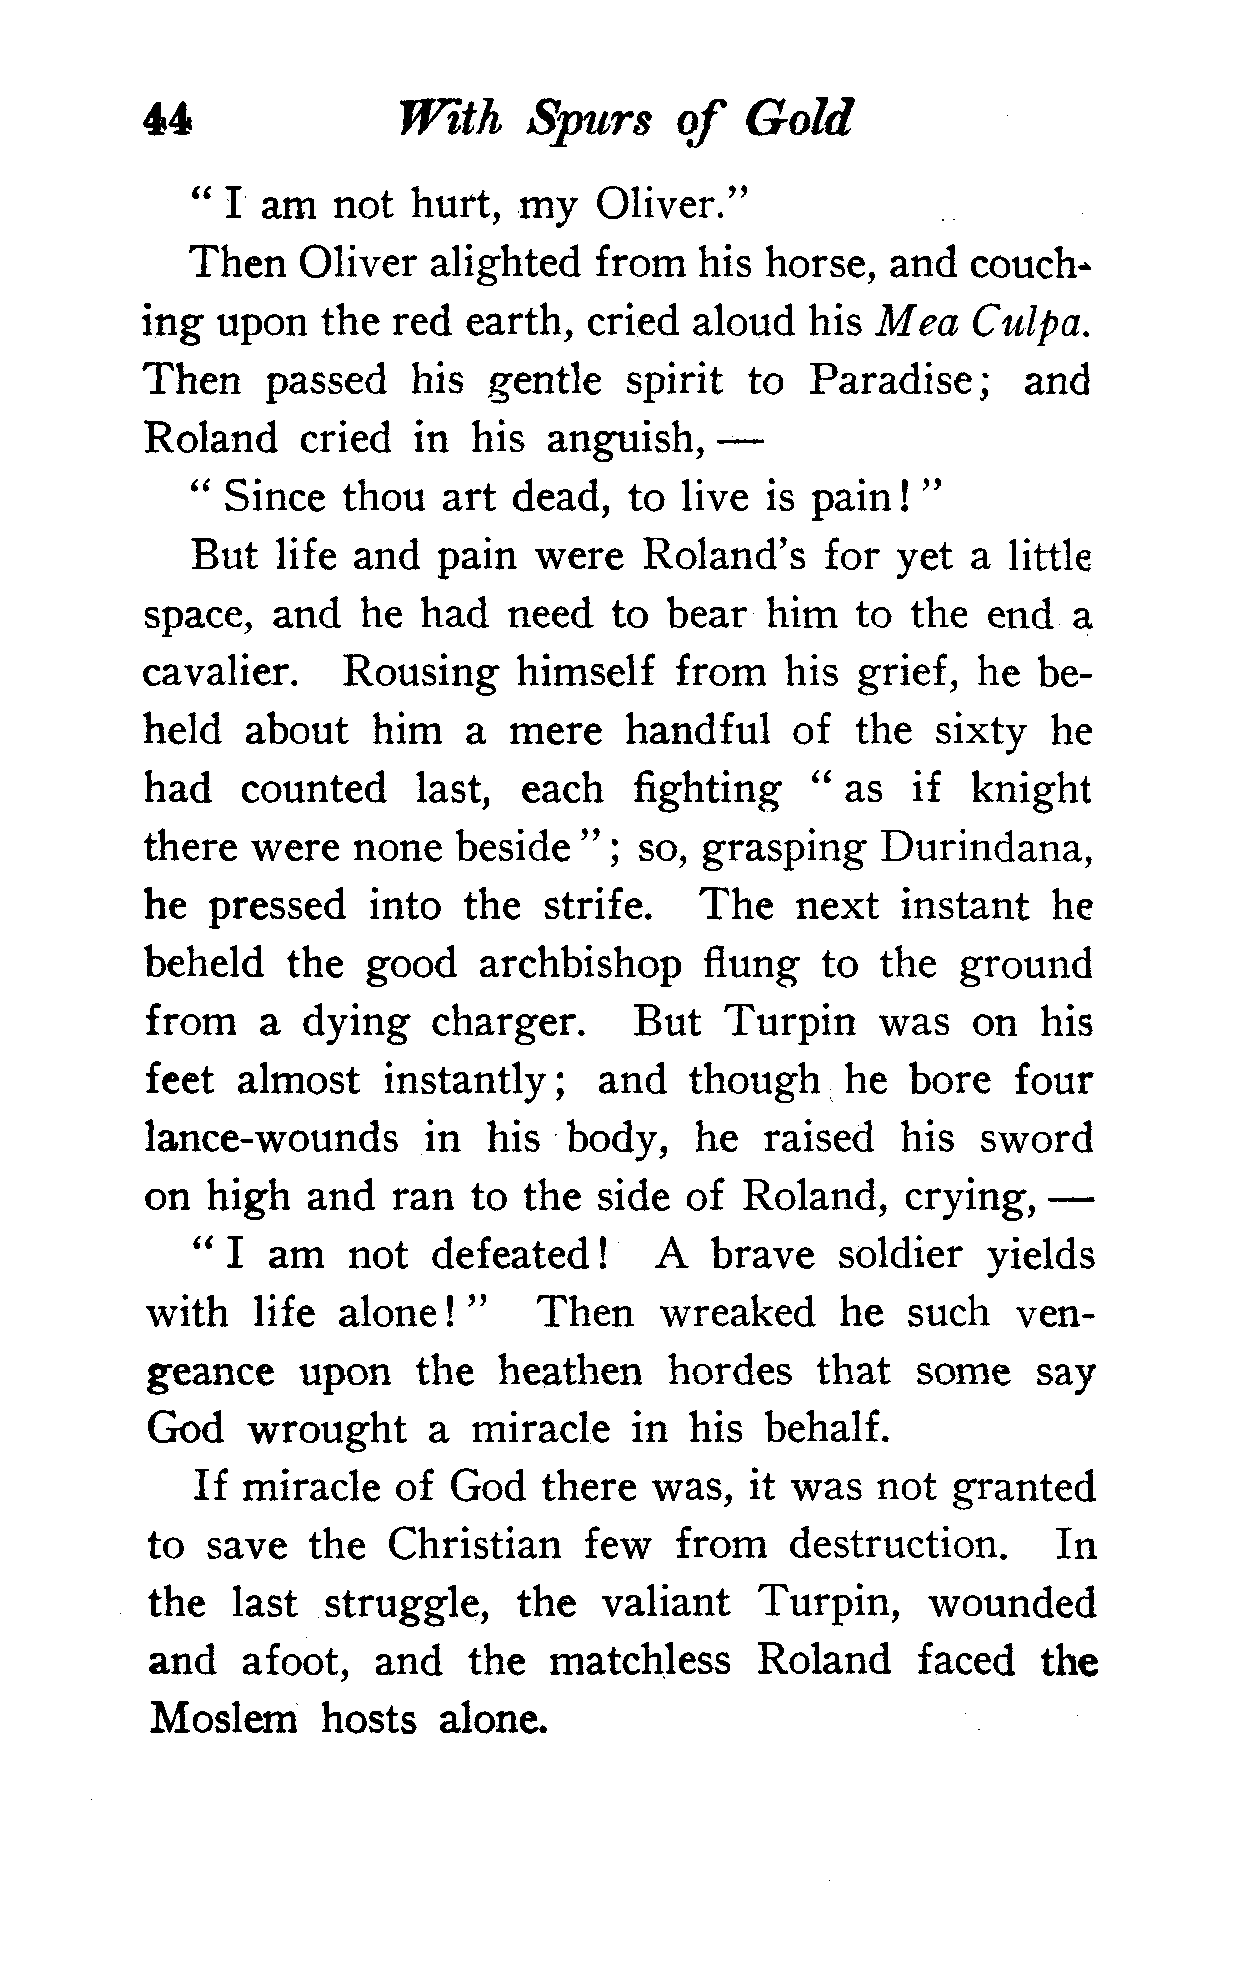 44 With Spurs of Gold
" I am not hurt, my Oliver."
Then Oliver alighted from his horse, and couch-
ing upon the red earth, cried aloud his Mea Culpa.
Then passed his gentle spirit to Paradise; and
Roland cried in his anguish, —
" Since thou art dead, to live is pain! "
But life and pain were Roland's for yet a little
space, and he had need to bear him to the end a
cavalier. Rousing himself from his grief, he be-
held about him a mere handful of the sixty he
had counted last, each fighting " as if knight
there were none beside "; so, grasping Durindana,
he pressed into the strife. The next instant he
beheld the good archbishop flung to the ground
from a dying charger. But Turpin was on his
feet almost instantly; and though he bore four
lance-wounds in his body, he raised his sword
on high and ran to the side of Roland, crying, —
" I am not defeated! A brave soldier yields
with life alone! " Then wreaked he such ven-
geance upon the heathen hordes that some say
God wrought a miracle in his behalf.
If miracle of God there was, it was not granted
to save the Christian few from destruction. In
the last struggle, the valiant Turpin, wounded
and afoot, and the matchless Roland faced the
Moslem hosts alone.